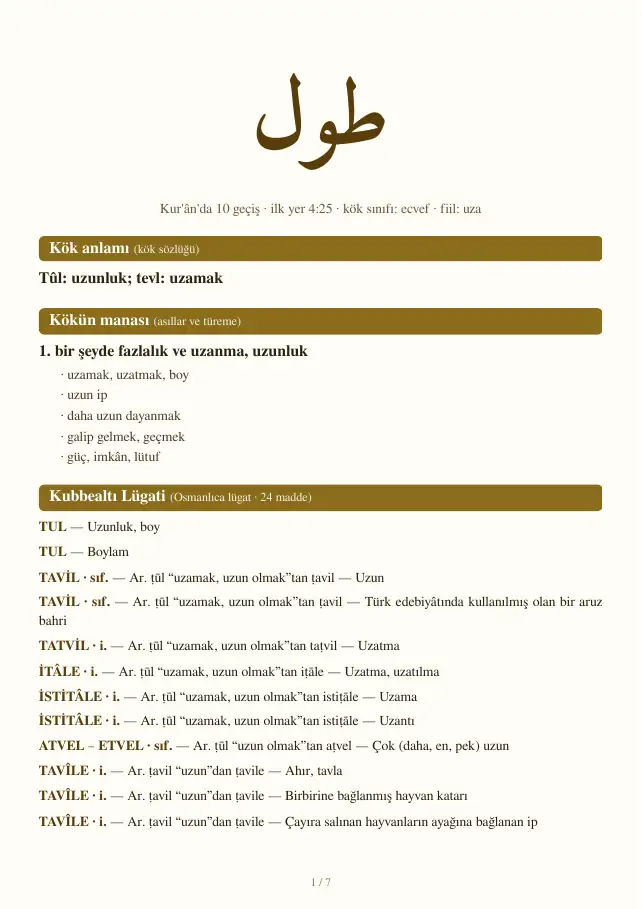 طول
Kur'ân'da 10 geçiş · ilk yer 4:25 · kök sınıfı: ecvef · fiil: uza
Kök anlamı (kök sözlüğü)
Tûl: uzunluk; tevl: uzamak
Kökün manası (asıllar ve türeme)
1. bir şeyde fazlalık ve uzanma, uzunluk
· uzamak, uzatmak, boy
· uzun ip
· daha uzun dayanmak
· galip gelmek, geçmek
· güç, imkân, lütuf
Kubbealtı Lügati (Osmanlıca lügat · 24 madde)
TUL — Uzunluk, boy
TUL — Boylam
TAVİL · sıf. — Ar. ṭūl “uzamak, uzun olmak”tan ṭavil — Uzun
TAVİL · sıf. — Ar. ṭūl “uzamak, uzun olmak”tan ṭavil — Türk edebiyâtında kullanılmış olan bir aruz
bahri
TATVİL · i. — Ar. ṭūl “uzamak, uzun olmak”tan taṭvil — Uzatma
İTÂLE · i. — Ar. ṭūl “uzamak, uzun olmak”tan iṭāle — Uzatma, uzatılma
İSTİTÂLE · i. — Ar. ṭūl “uzamak, uzun olmak”tan istiṭāle — Uzama
İSTİTÂLE · i. — Ar. ṭūl “uzamak, uzun olmak”tan istiṭāle — Uzantı
ATVEL – ETVEL · sıf. — Ar. ṭūl “uzun olmak”tan aṭvel — Çok (daha, en, pek) uzun
TAVÎLE · i. — Ar. ṭavil “uzun”dan ṭavile — Ahır, tavla
TAVÎLE · i. — Ar. ṭavil “uzun”dan ṭavile — Birbirine bağlanmış hayvan katarı
TAVÎLE · i. — Ar. ṭavil “uzun”dan ṭavile — Çayıra salınan hayvanların ayağına bağlanan ip
1 / 7